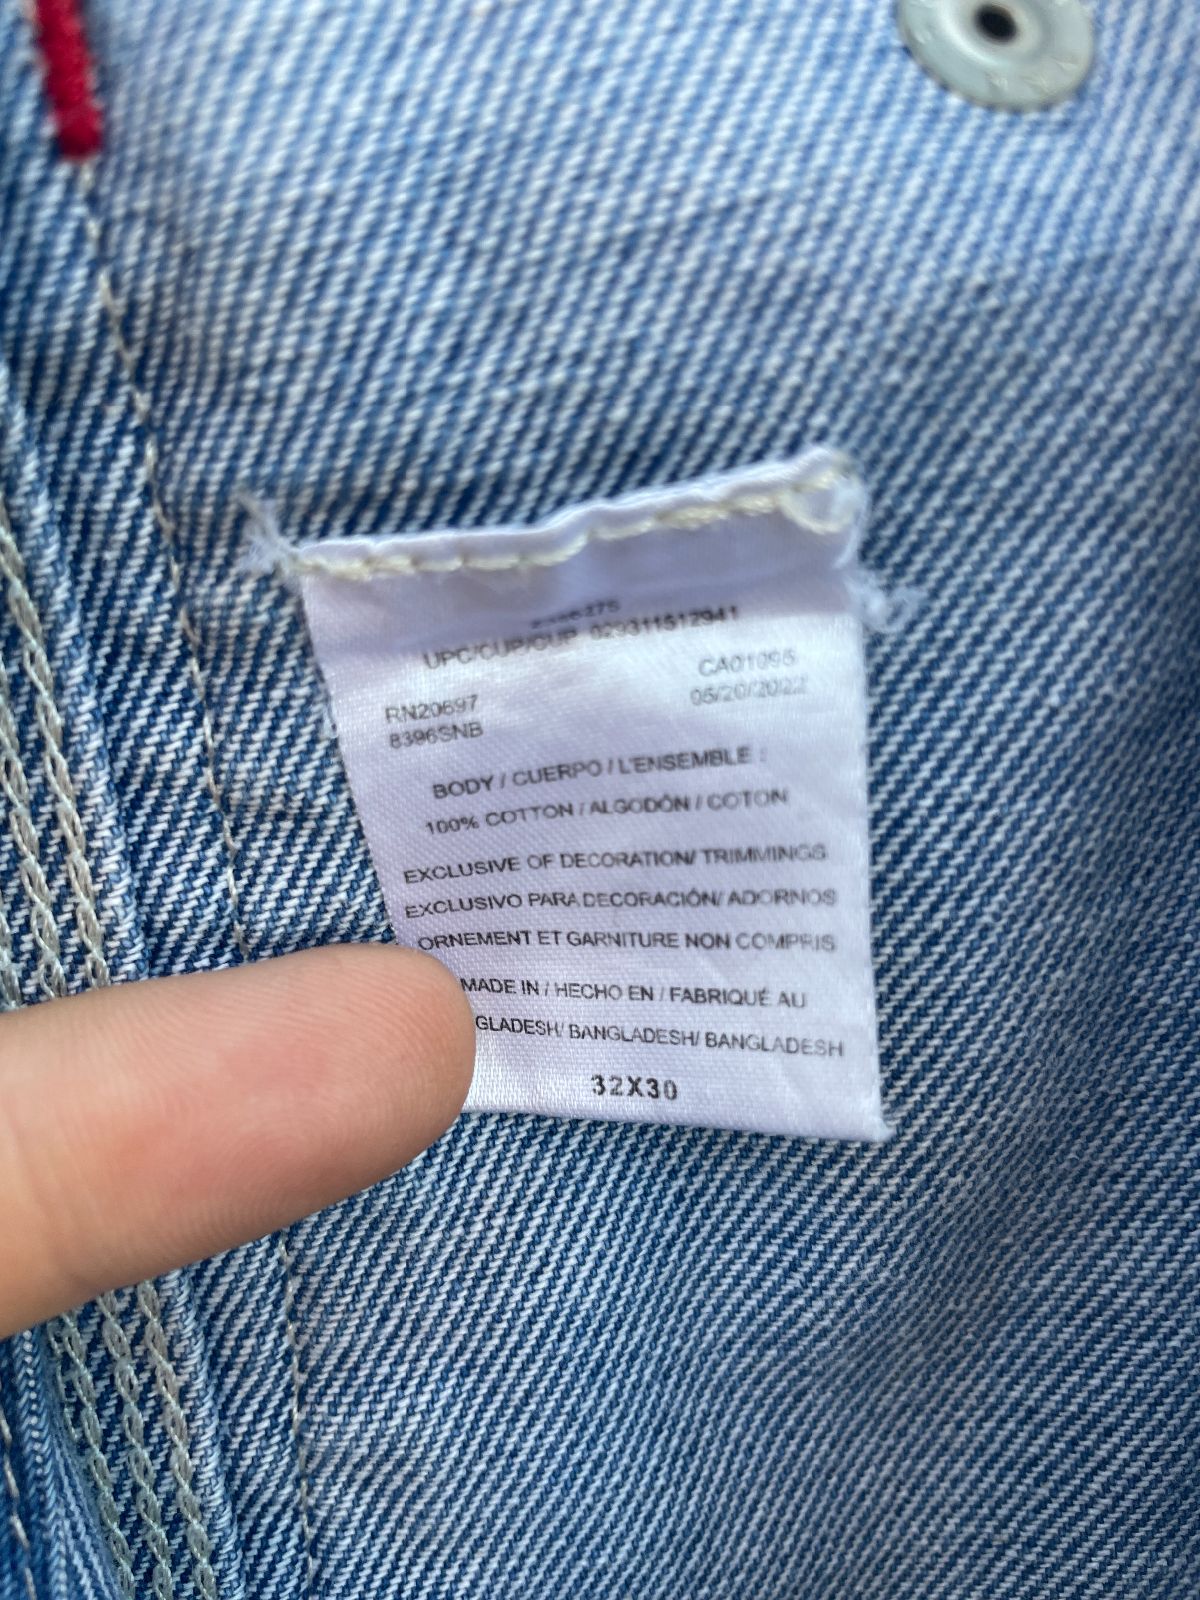 UPC/CUP/CUP 029311512941
RN20697 CA01095
8396SNB 05/20/2022
BODY / CUERPO / L'ENSEMBLE :
100% COTTON / ALGODÓN / COTON
EXCLUSIVE OF DECORATION/ TRIMMINGS
EXCLUSIVO PARA DECORACIÓN/ ADORNOS
ORNEMENT ET GARNITURE NON COMPRIS
MADE IN / HECHO EN / FABRIQUÉ AU
GLADESH/ BANGLADESH/ BANGLADESH
32X30